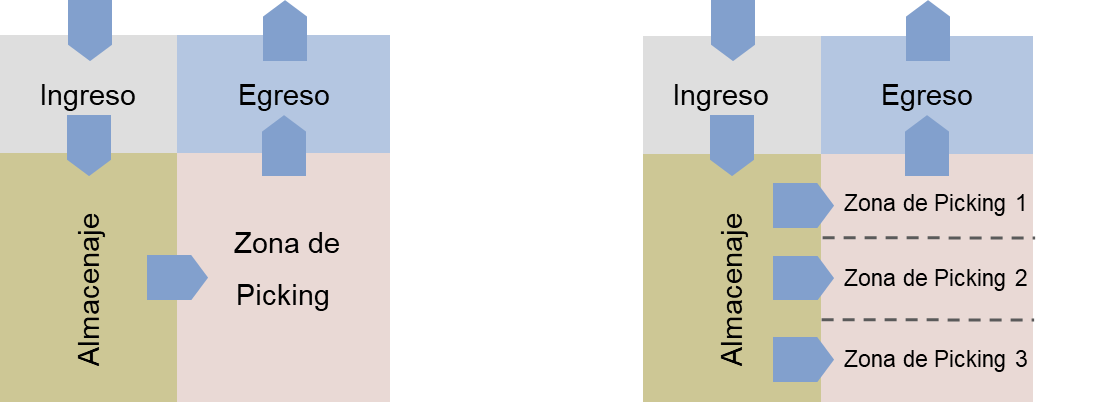 Ingreso
Egreso
Almacenaje
Zona de
Picking
Ingreso
Egreso
Almacenaje
Zona de Picking 1
Zona de Picking 2
Zona de Picking 3